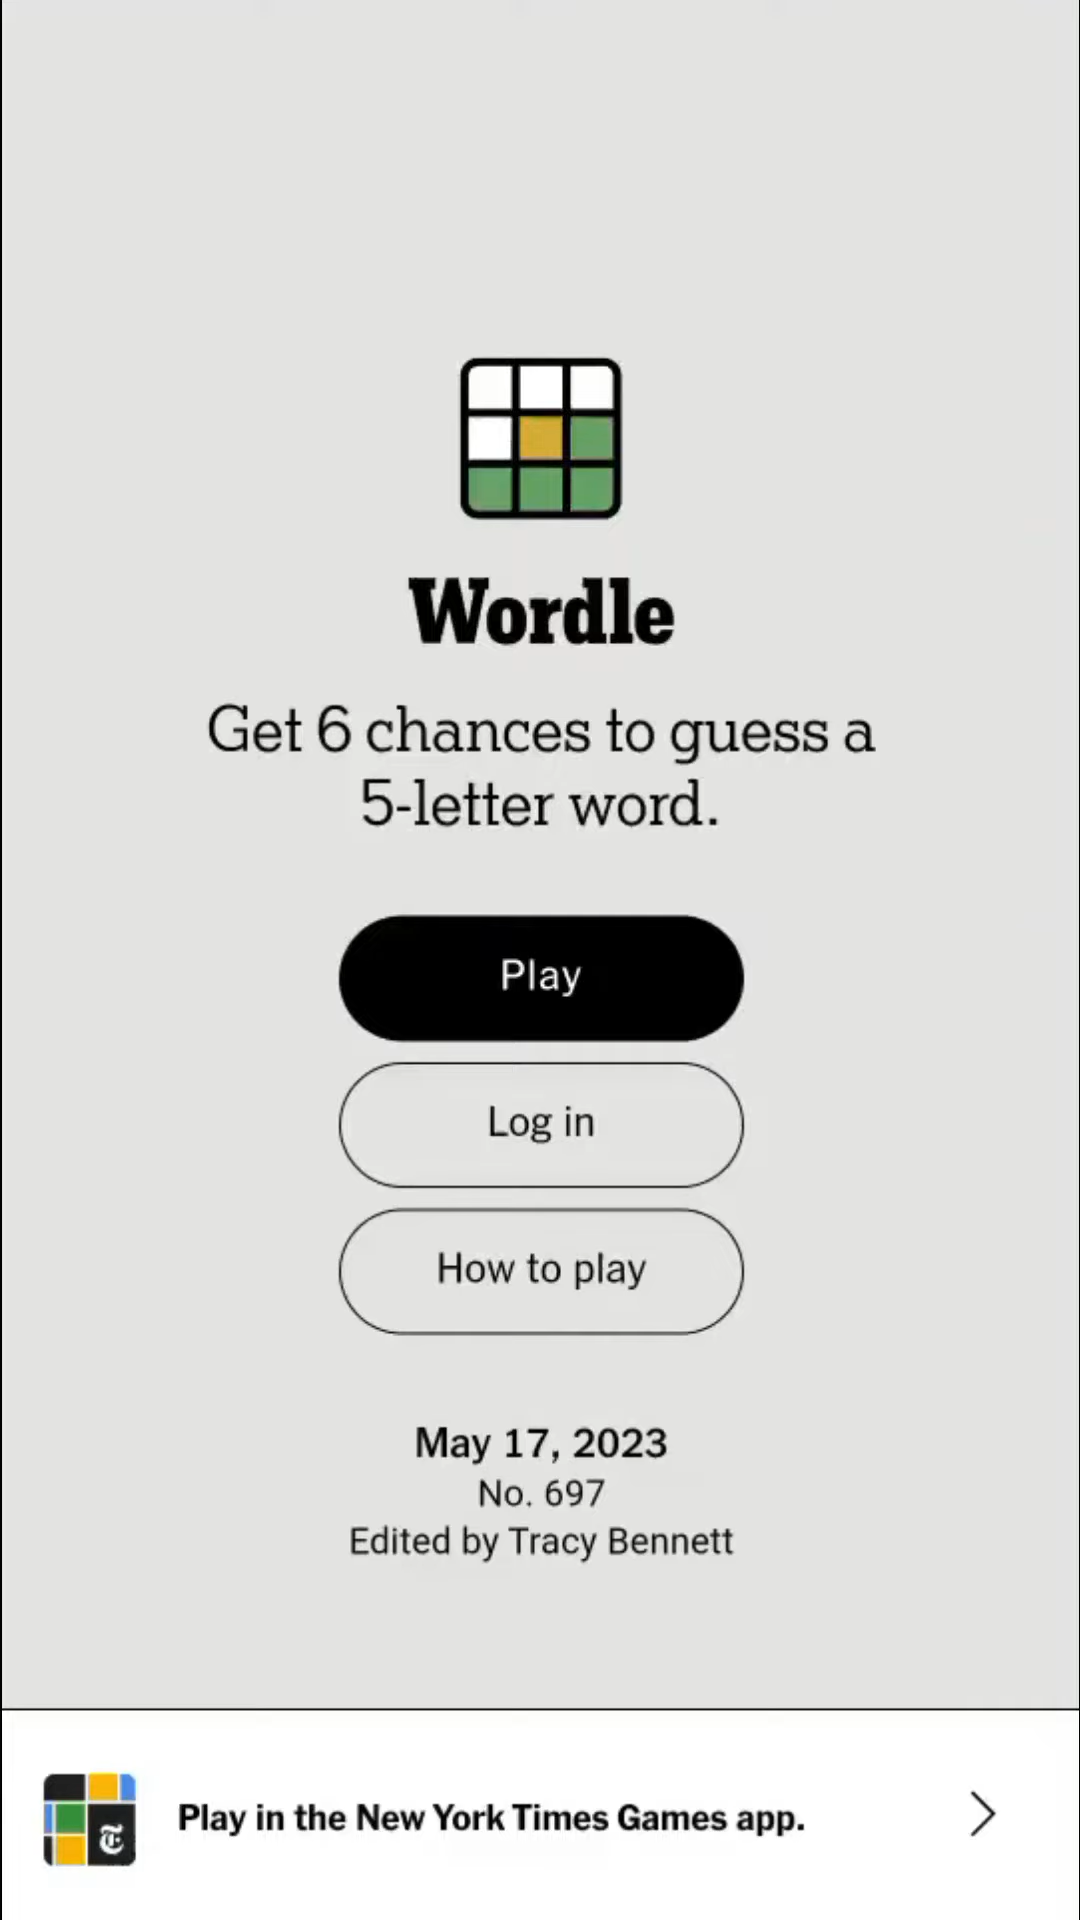 Wordle
Get 6 chances to guess a
5-letter word.
Play
Log in
How to play
May 17, 2023
No. 697
Edited by Tracy Bennett
T
Play in the New York Times Games app.